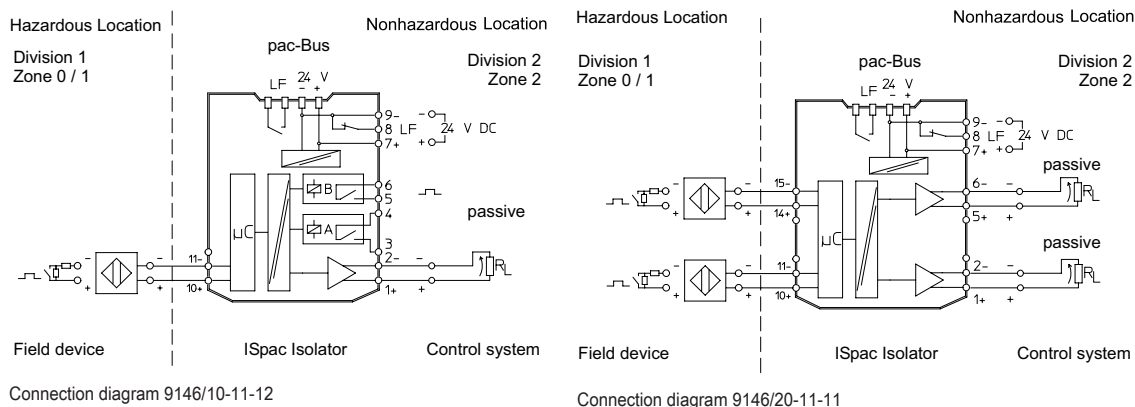 Hazardous Location
Nonhazardous Location
Division 1
Zone 0 / 1
pac-Bus
Division 2
Zone 2
LF 24 V
- +
9-
8 LF 24 V DC
7+
-
+
6
B
5
4
A
3
passive
µC
11-
10+
- -
+ +
2- -
1+ +
RL
Field device
ISpac Isolator
Control system
Connection diagram 9146/10-11-12
Hazardous Location
Nonhazardous Location
Division 1
Zone 0 / 1
pac-Bus
Division 2
Zone 2
LF 24 V
- +
9-
8 LF 24 V DC
7+
-
+
passive
- -
+ +
15-
14+
6- -
5+ +
RL
µC
passive
- -
+ +
11-
10+
2- -
1+ +
RL
Field device
ISpac Isolator
Control system
Connection diagram 9146/20-11-11